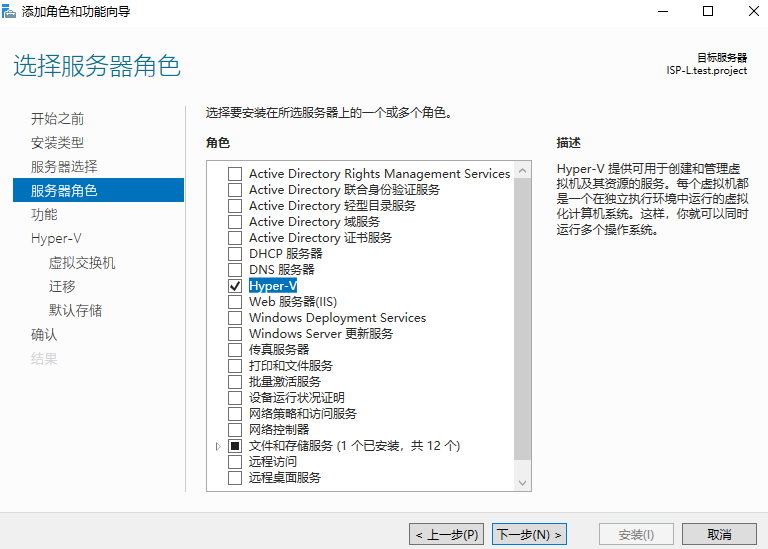 添加角色和功能向导
选择服务器角色
目标服务器
ISP-L.test.project
开始之前
安装类型
服务器选择
服务器角色
功能
Hyper-V
虚拟交换机
迁移
默认存储
确认
结果
选择要安装在所选服务器上的一个或多个角色。
角色
Active Directory Rights Management Services
Active Directory 联合身份验证服务
Active Directory 轻型目录服务
Active Directory 域服务
Active Directory 证书服务
DHCP 服务器
DNS 服务器
Hyper-V
Web 服务器(IIS)
Windows Deployment Services
Windows Server 更新服务
传真服务器
打印和文件服务
批量激活服务
设备运行状况证明
网络策略和访问服务
网络控制器
文件和存储服务 (1 个已安装，共 12 个)
远程访问
远程桌面服务
描述
Hyper-V 提供可用于创建和管理虚
拟机及其资源的服务。每个虚拟机都
是一个在独立执行环境中运行的虚拟
化计算机系统。这样，你就可以同时
运行多个操作系统。
< 上一步(P)
下一步(N) >
安装(I)
取消